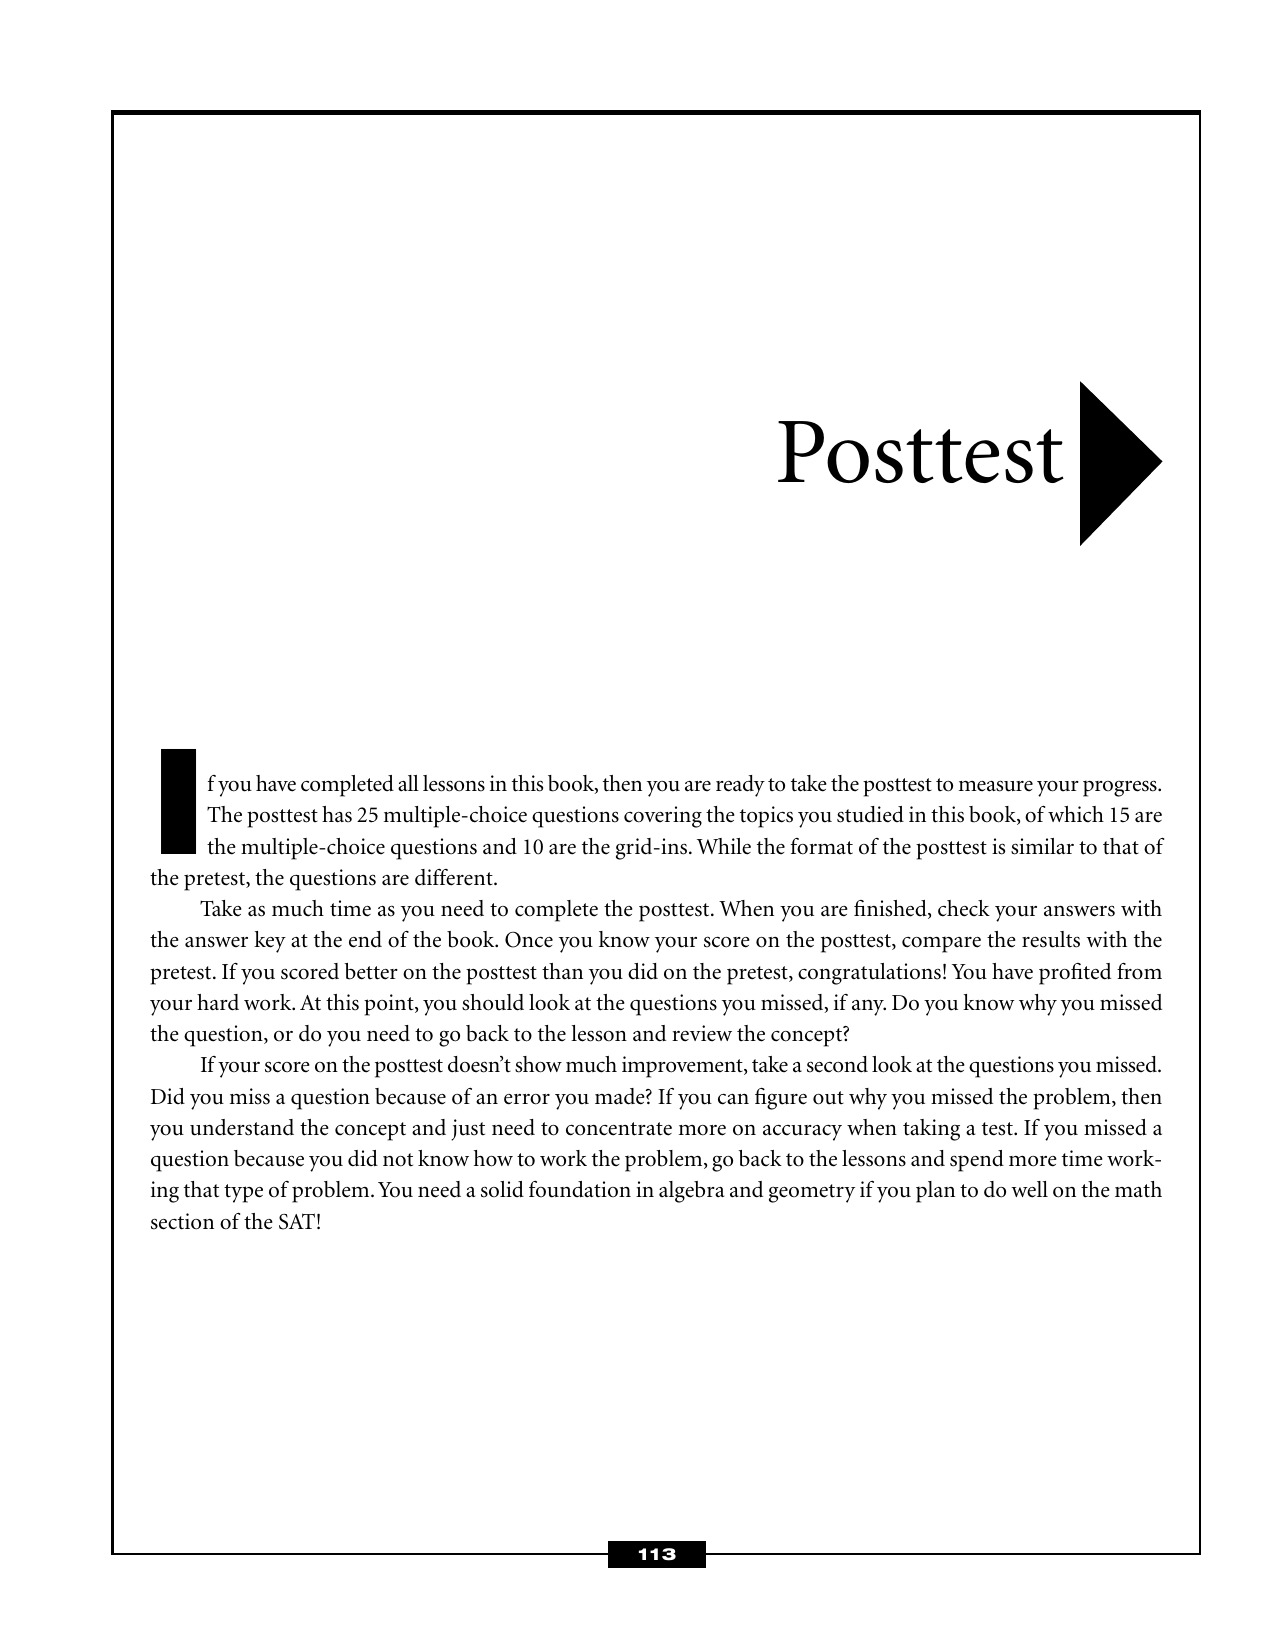 Posttest
If you have completed all lessons in this book, then you are ready to take the posttest to measure your progress.
The posttest has 25 multiple-choice questions covering the topics you studied in this book, of which 15 are
the multiple-choice questions and 10 are the grid-ins. While the format of the posttest is similar to that of
the pretest, the questions are different.
Take as much time as you need to complete the posttest. When you are finished, check your answers with
the answer key at the end of the book. Once you know your score on the posttest, compare the results with the
pretest. If you scored better on the posttest than you did on the pretest, congratulations! You have profited from
your hard work. At this point, you should look at the questions you missed, if any. Do you know why you missed
the question, or do you need to go back to the lesson and review the concept?
If your score on the posttest doesn’t show much improvement, take a second look at the questions you missed.
Did you miss a question because of an error you made? If you can figure out why you missed the problem, then
you understand the concept and just need to concentrate more on accuracy when taking a test. If you missed a
question because you did not know how to work the problem, go back to the lessons and spend more time work-
ing that type of problem. You need a solid foundation in algebra and geometry if you plan to do well on the math
section of the SAT!
113